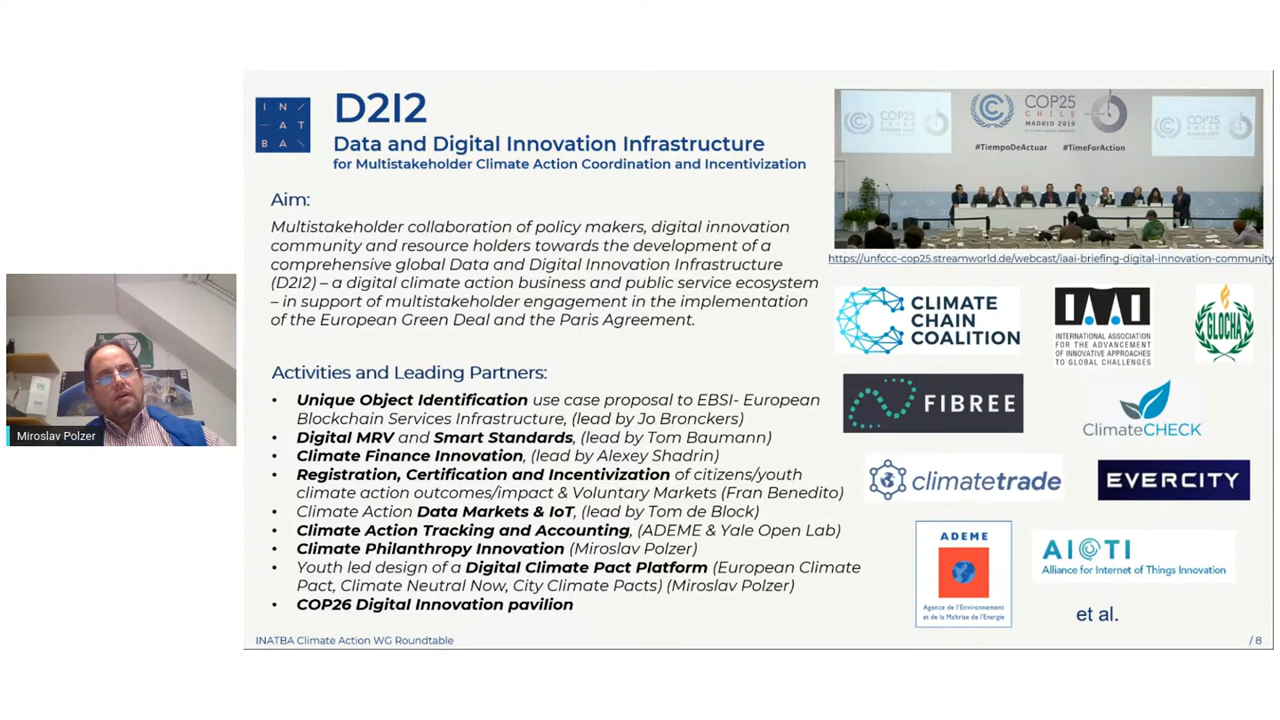 I N /
— A T
B A \
D2I2
Data and Digital Innovation Infrastructure
for Multistakeholder Climate Action Coordination and Incentivization
Aim:
Multistakeholder collaboration of policy makers, digital innovation
community and resource holders towards the development of a
comprehensive global Data and Digital Innovation Infrastructure
(D2I2) – a digital climate action business and public service ecosystem
– in support of multistakeholder engagement in the implementation
of the European Green Deal and the Paris Agreement.
Activities and Leading Partners:
• Unique Object Identification use case proposal to EBSI- European
Blockchain Services Infrastructure, (lead by Jo Bronckers)
• Digital MRV and Smart Standards, (lead by Tom Baumann)
• Climate Finance Innovation, (lead by Alexey Shadrin)
• Registration, Certification and Incentivization of citizens/youth
climate action outcomes/impact & Voluntary Markets (Fran Benedito)
• Climate Action Data Markets & IoT, (lead by Tom de Block)
• Climate Action Tracking and Accounting, (ADEME & Yale Open Lab)
• Climate Philanthropy Innovation (Miroslav Polzer)
• Youth led design of a Digital Climate Pact Platform (European Climate
Pact, Climate Neutral Now, City Climate Pacts) (Miroslav Polzer)
• COP26 Digital Innovation pavilion
INATBA Climate Action WG Roundtable
/ 8
COP25
CHILE
MADRID 2019
#TiempoDeActuar #TimeForAction
https://unfccc-cop25.streamworld.de/webcast/iaai-briefing-digital-innovation-community
CLIMATE
CHAIN
COALITION
IAAI
INTERNATIONAL ASSOCIATION
FOR THE ADVANCEMENT
OF INNOVATIVE APPROACHES
TO GLOBAL CHALLENGES
GLOCHA
FIBREE
ClimateCHECK
climatetrade
EVERCITY
ADEME
Agence de l'Environnement
et de la Maîtrise de l'Energie
AIOTI
Alliance for Internet of Things Innovation
et al.
Miroslav Polzer